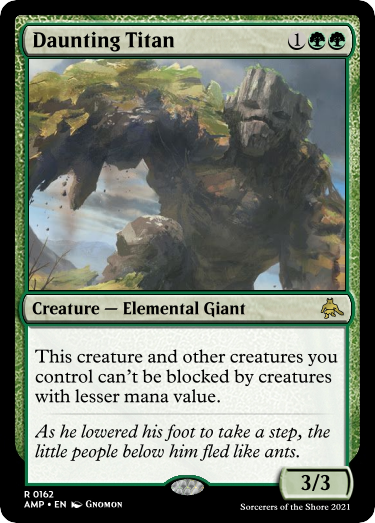 Daunting Titan 1
Creature — Elemental Giant
This creature and other creatures you
control can't be blocked by creatures
with lesser mana value.
As he lowered his foot to take a step, the
little people below him fled like ants.
3/3
R 0162
AMP • EN Gnomon
Sorcerers of the Shore 2021